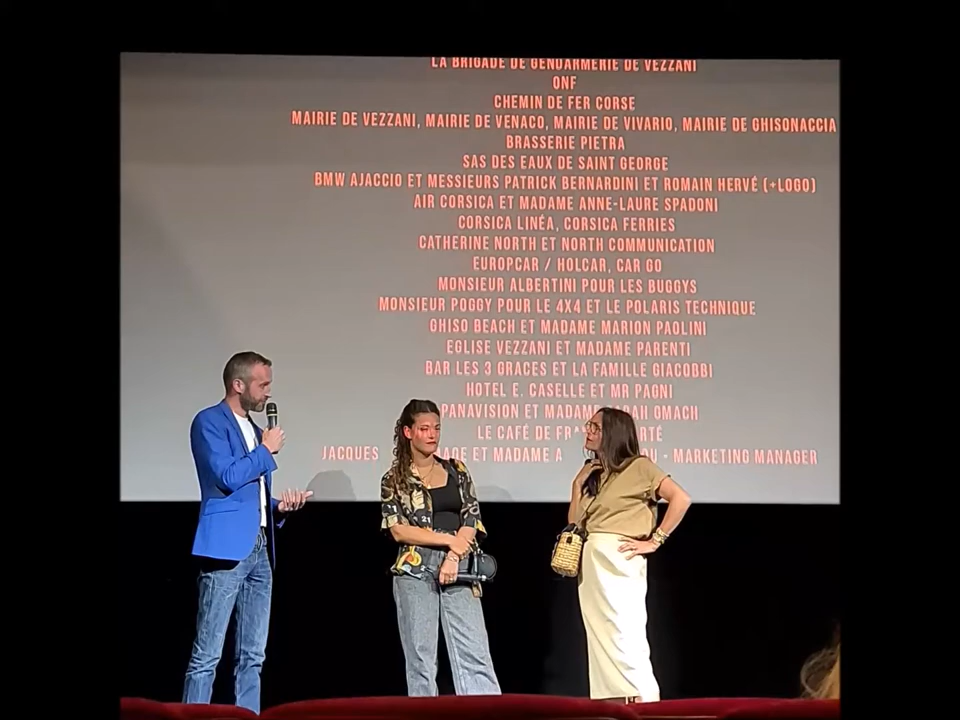 LA BRIGADE DE GENDARMERIE DE VEZZANI
ONF
CHEMIN DE FER CORSE
MAIRIE DE VEZZANI, MAIRIE DE VENACO, MAIRIE DE VIVARIO, MAIRIE DE GHISONACCIA
BRASSERIE PIETRA
SAS DES EAUX DE SAINT GEORGE
BMW AJACCIO ET MESSIEURS PATRICK BERNARDINI ET ROMAIN HERVÉ (+LOGO)
AIR CORSICA ET MADAME ANNE-LAURE SPADONI
CORSICA LINÉA, CORSICA FERRIES
CATHERINE NORTH ET NORTH COMMUNICATION
EUROPCAR / HOLCAR, CAR GO
MONSIEUR ALBERTINI POUR LES BUGGYS
MONSIEUR POGGY POUR LE 4X4 ET LE POLARIS TECHNIQUE
GHISO BEACH ET MADAME MARION PAOLINI
EGLISE VEZZANI ET MADAME PARENTI
BAR LES 3 GRACES ET LA FAMILLE GIACOBBI
HOTEL E. CASELLE ET MR PAGNI
PANAVISION ET MADAME OMACH
LE CAFÉ DE
JACQUES ET MADAME A - MARKETING MANAGER
21